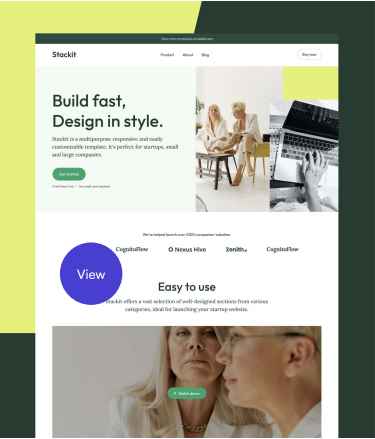 Stackit
Product
About
Blog
Buy now
Build fast,
Design in style.
Stackit is a multipurpose responsive and easily
customizable template. It's perfect for startups, small
and large companies.
Get started
We've helped launch over 1000 companies' websites
CognitoFlow
Nexus Hive
Zenith
CognitoFlow
View
Easy to use
Stackit offers a vast selection of well-designed sections from various
categories, ideal for launching your startup website.
Watch demo